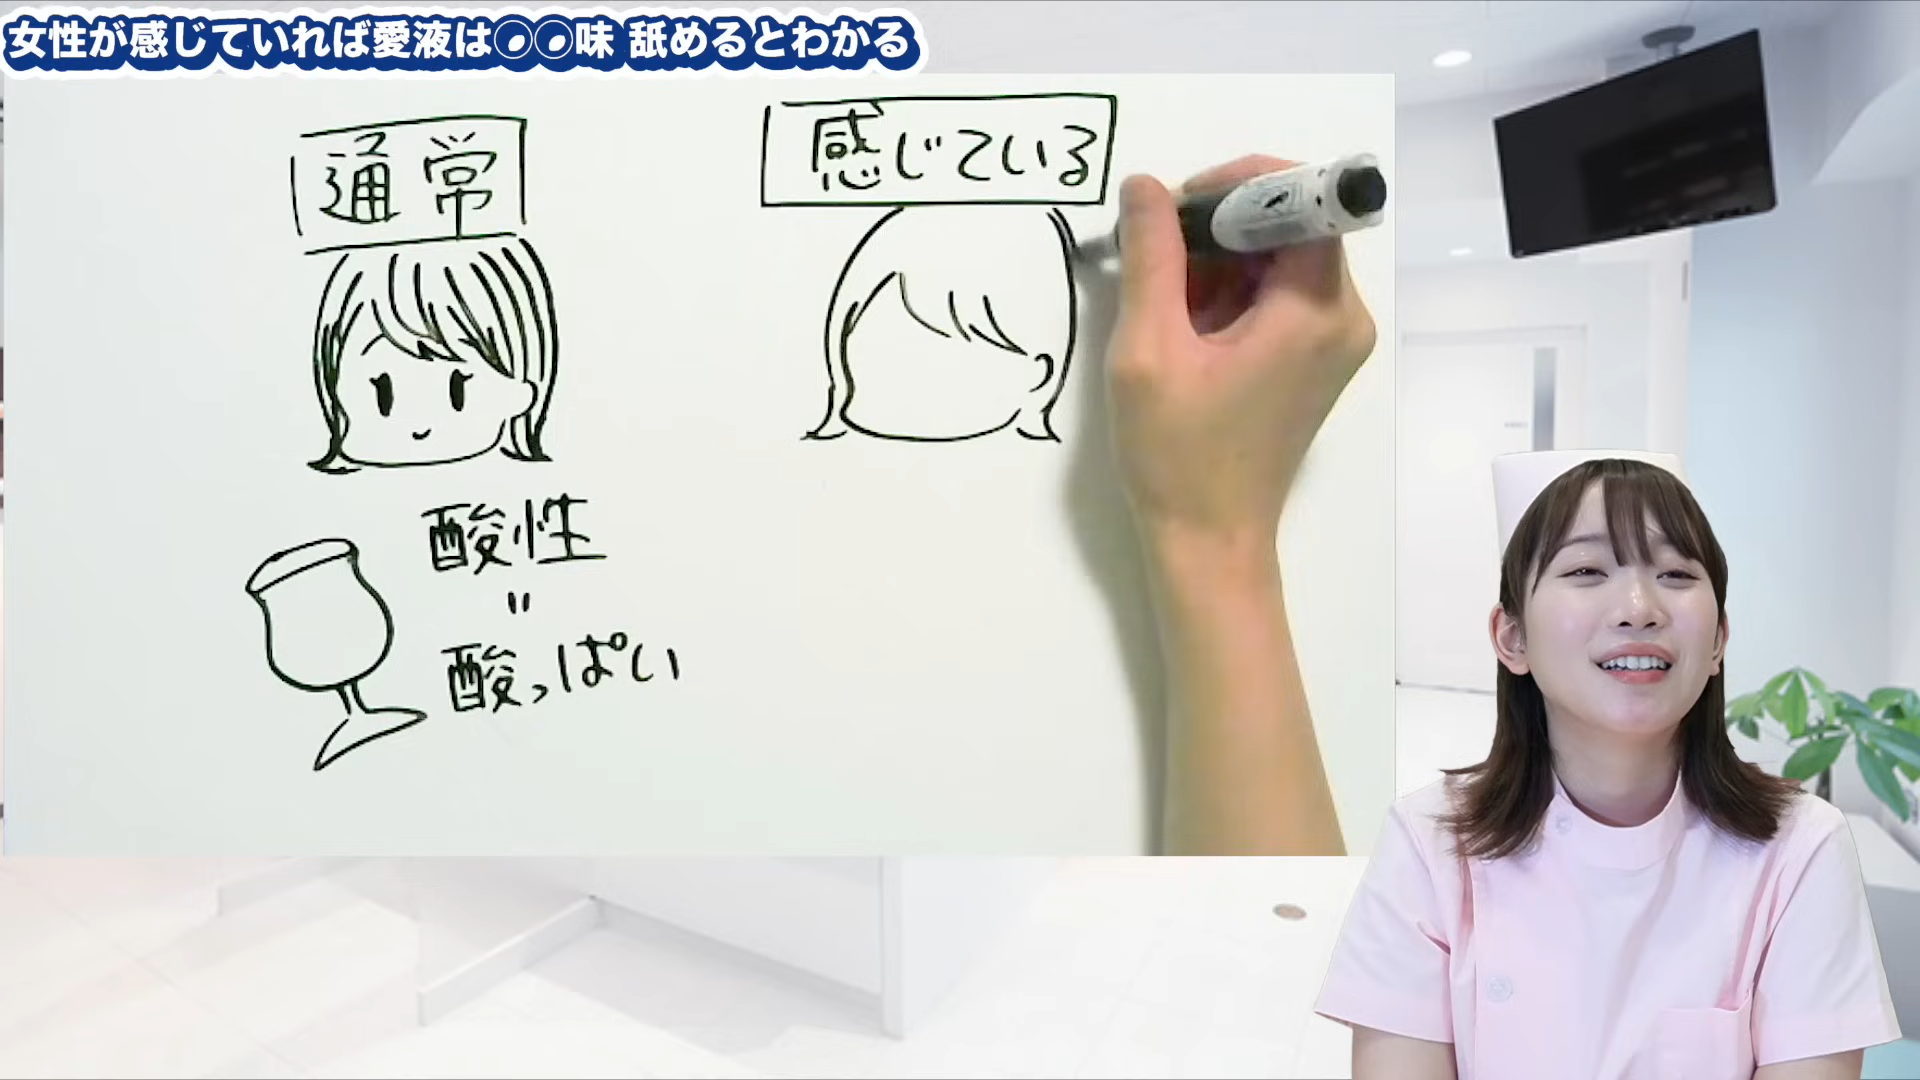 女性が感じていれば愛液は◯◯味 舐めるとわかる
通常
感じている
酸性
〃
酸っぱい